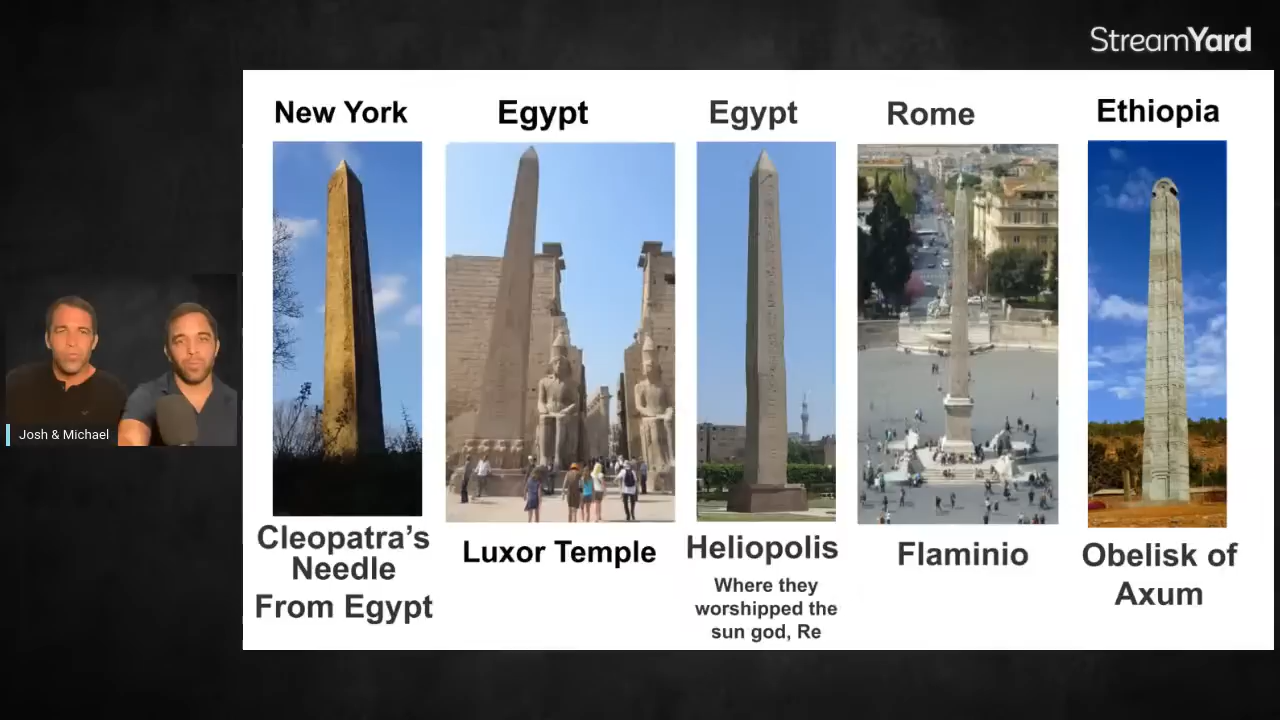 StreamYard
New York
Egypt
Egypt
Rome
Ethiopia
Cleopatra’s
Needle
From Egypt
Luxor Temple
Heliopolis
Where they
worshipped the
sun god, Re
Flaminio
Obelisk of
Axum
Josh & Michael